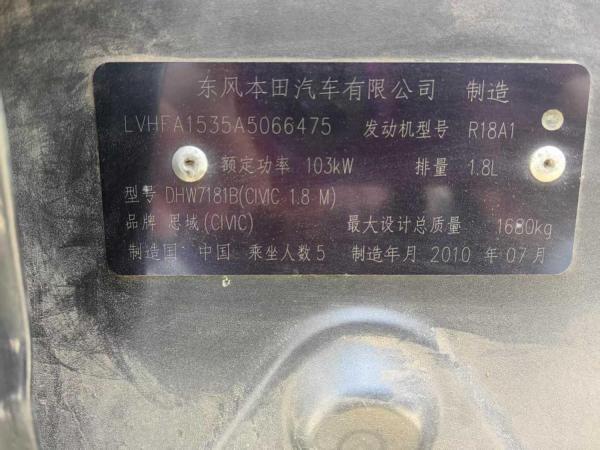 东风本田汽车有限公司 制造
LVHFA1535A5066475 发动机型号 R18A1
额定功率 103kW 排量 1.8L
型号 DHW7181B(CIVIC 1.8 M)
品牌 思域(CIVIC) 最大设计总质量 1680kg
制造国: 中国 乘坐人数5 制造年月 2010 年07月